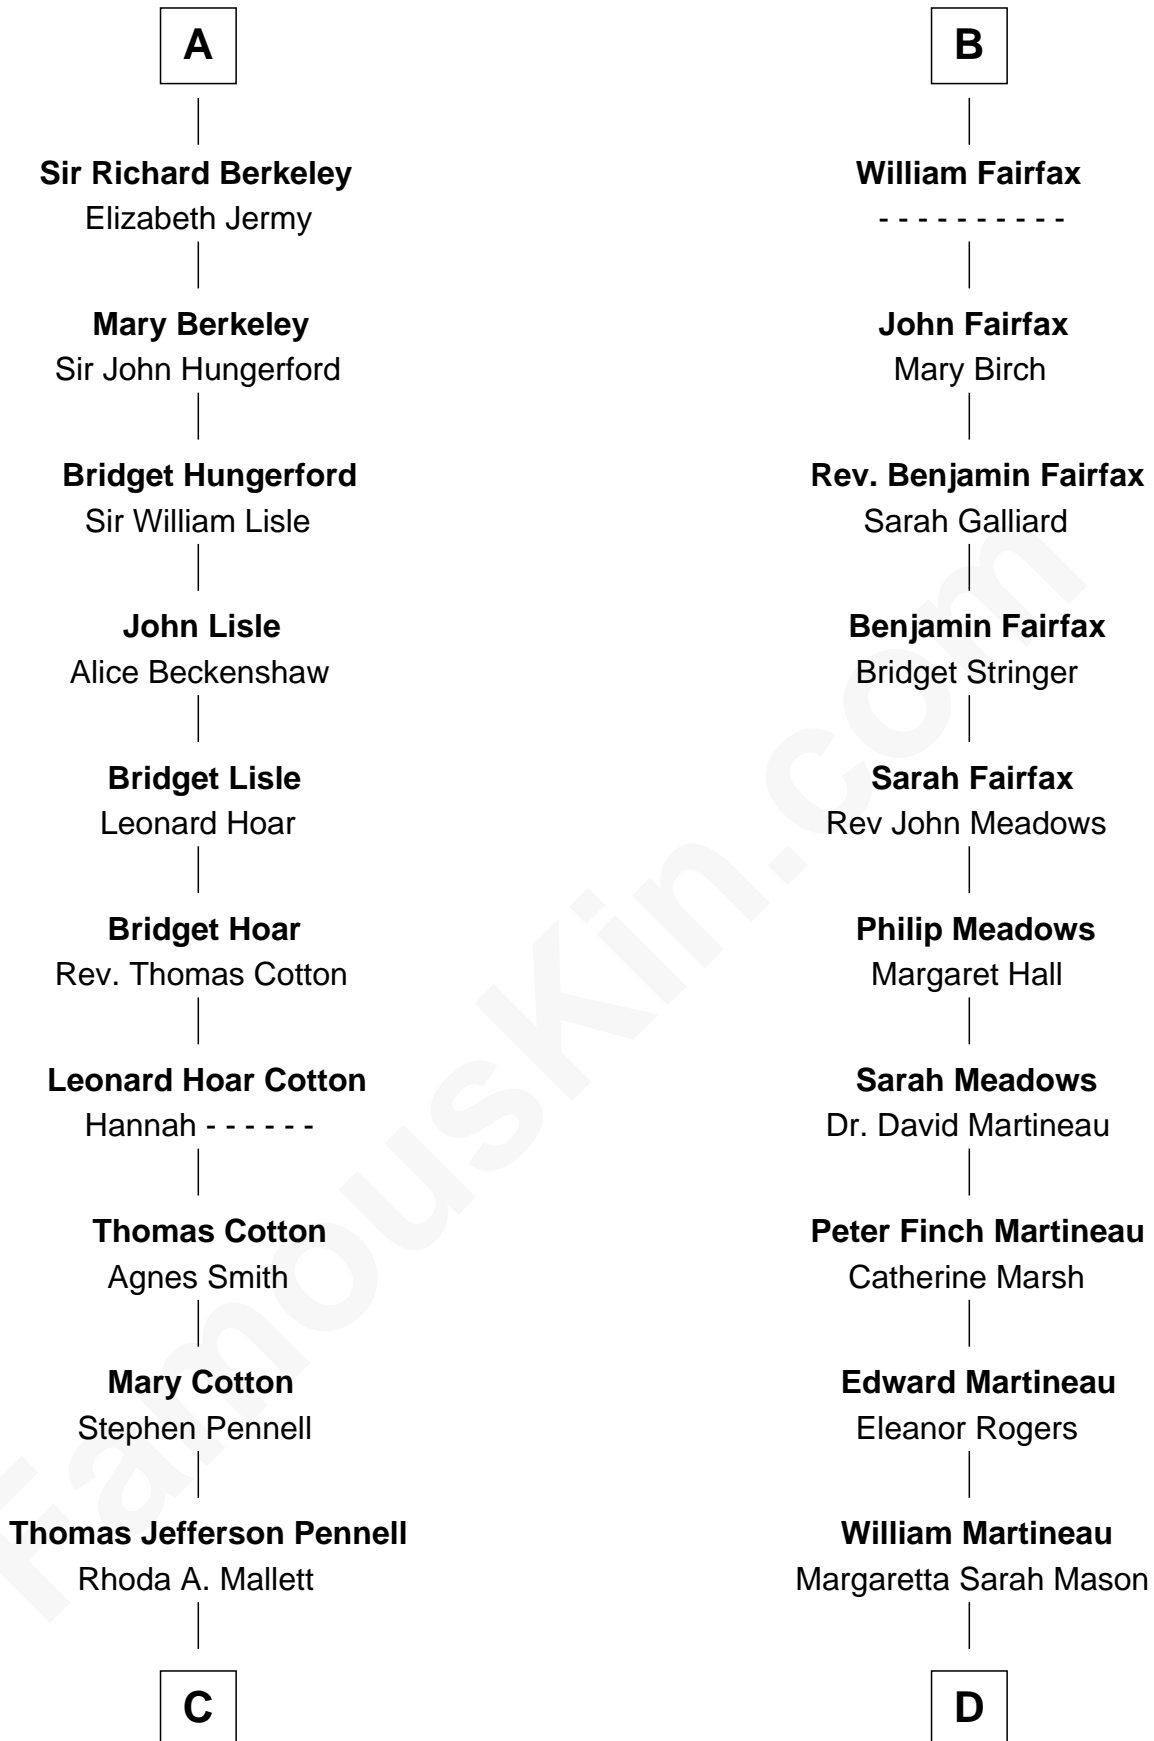 A
Sir Richard Berkeley
Elizabeth Jermy
Mary Berkeley
Sir John Hungerford
Bridget Hungerford
Sir William Lisle
John Lisle
Alice Beckenshaw
Bridget Lisle
Leonard Hoar
Bridget Hoar
Rev. Thomas Cotton
Leonard Hoar Cotton
Hannah - - - - - -
Thomas Cotton
Agnes Smith
Mary Cotton
Stephen Pennell
Thomas Jefferson Pennell
Rhoda A. Mallett
C
B
William Fairfax
- - - - - - - - - -
John Fairfax
Mary Birch
Rev. Benjamin Fairfax
Sarah Galliard
Benjamin Fairfax
Bridget Stringer
Sarah Fairfax
Rev John Meadows
Philip Meadows
Margaret Hall
Sarah Meadows
Dr. David Martineau
Peter Finch Martineau
Catherine Marsh
Edward Martineau
Eleanor Rogers
William Martineau
Margaretta Sarah Mason
D
FamousKin.com